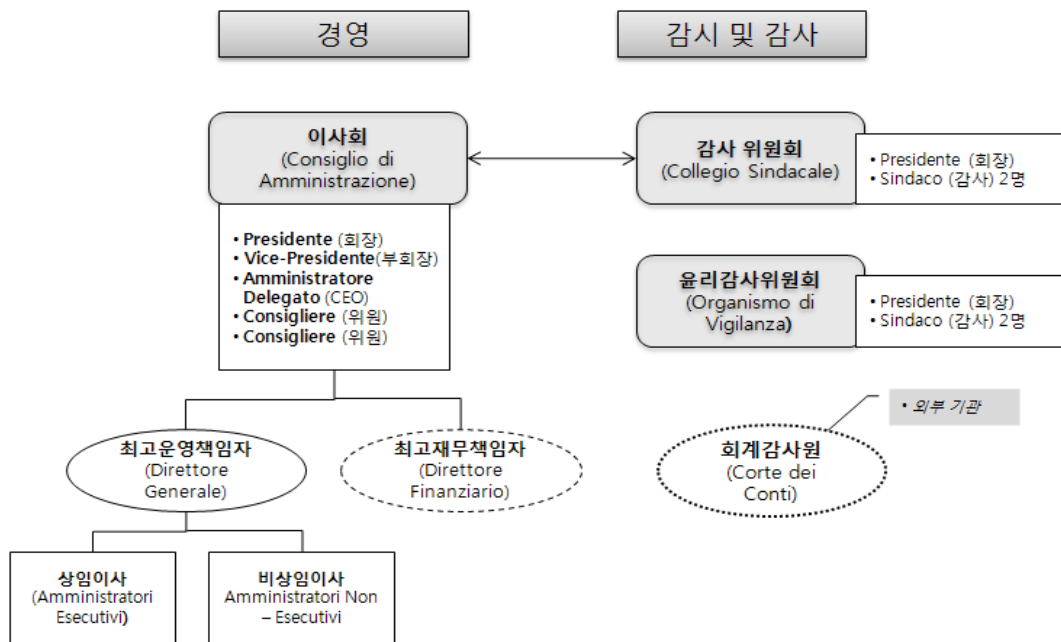 경영
감시 및 감사
이사회
(Consiglio di
Amministrazione)
• Presidente (회장)
• Vice-Presidente(부회장)
• Amministratore
Delegato (CEO)
• Consigliere (위원)
• Consigliere (위원)
감사 위원회
(Collegio Sindacale)
• Presidente (회장)
• Sindaco (감사) 2명
윤리감사위원회
(Organismo di
Vigilanza)
• Presidente (회장)
• Sindaco (감사) 2명
최고운영책임자
(Direttore
Generale)
최고재무책임자
(Direttore
Finanziario)
• 외부 기관
회계감사원
(Corte dei
Conti)
상임이사
(Amministratori
Esecutivi)
비상임이사
Amministratori Non
– Esecutivi